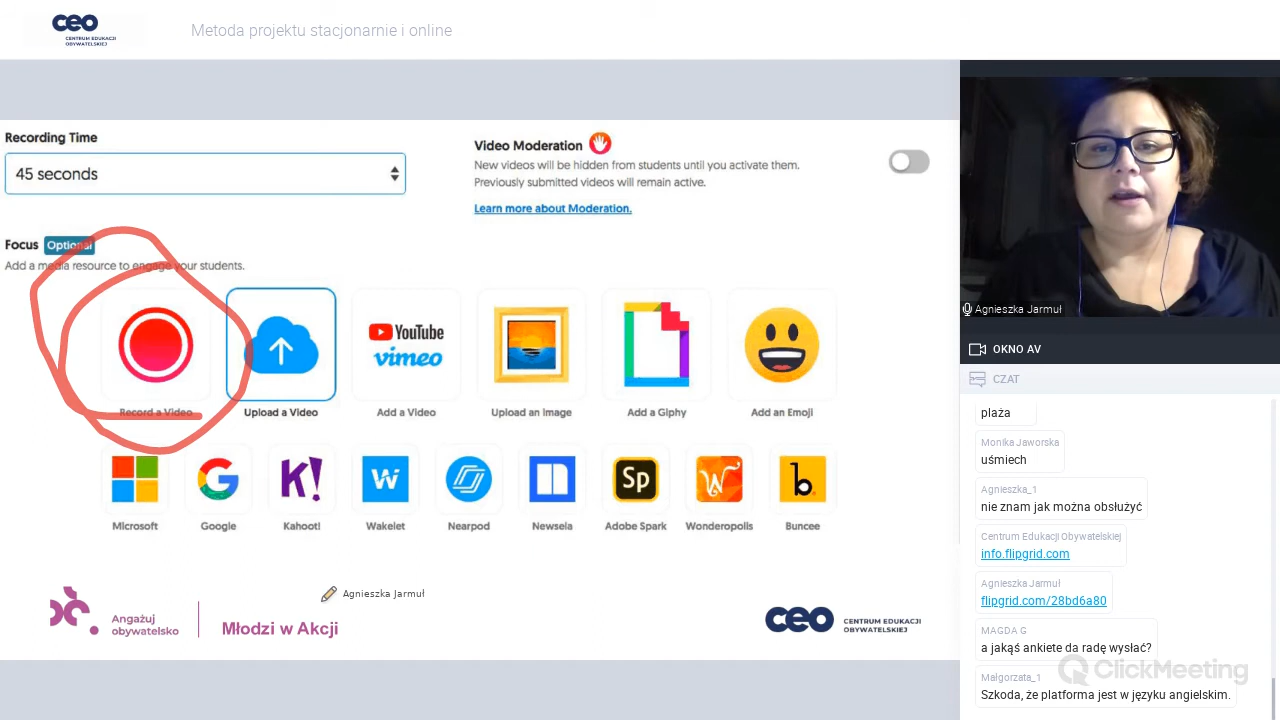 ceo
CENTRUM EDUKACJI
OBYWATELSKIEJ
Metoda projektu stacjonarnie i online
Recording Time
45 seconds
Video Moderation
New videos will be hidden from students until you activate them.
Previously submitted videos will remain active.
Learn more about Moderation.
Focus Optional
Add a media resource to engage your students.
YouTube
vimeo
Record a Video
Upload a Video
Add a Video
Upload an Image
Add a Giphy
Add an Emoji
K!
w
Sp
W
b
Microsoft
Google
Kahoot!
Wakelet
Nearpod
Newsela
Adobe Spark
Wonderopolis
Buncee
Agnieszka Jarmuł
Angażuj
obywatelsko
Młodzi w Akcji
ceo
CENTRUM EDUKACJI
OBYWATELSKIEJ
Agnieszka Jarmuł
OKNO AV
CZAT
plaża
Monika Jaworska
uśmiech
Agnieszka_1
nie znam jak można obsłużyć
Centrum Edukacji Obywatelskiej
info.flipgrid.com
Agnieszka Jarmuł
flipgrid.com/28bd6a80
MAGDA G
a jakąś ankiete da radę wysłać?
ClickMeeting
Małgorzata_1
Szkoda, że platforma jest w języku angielskim.